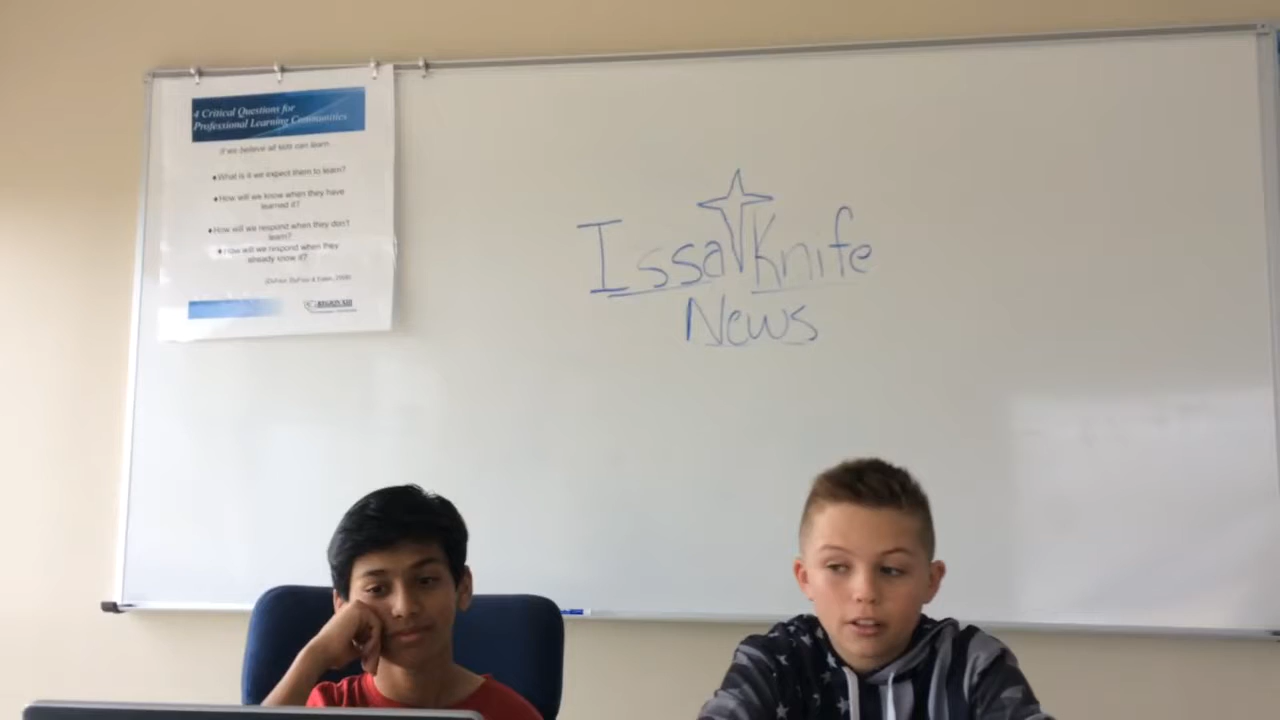 4 Critical Questions for
Professional Learning Communities
If we believe all kids can learn
♦What is it we expect them to learn?
♦How will we know when they have
learned it?
♦How will we respond when they don't
learn?
♦How will we respond when they
already know it?
Issa Knife
News